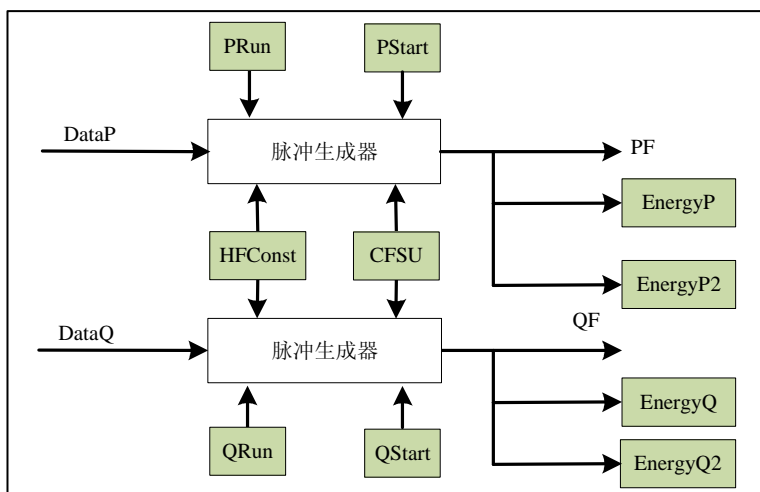 PRun
PStart
DataP
脉冲生成器
PF
EnergyP
HFConst
CFSU
EnergyP2
DataQ
脉冲生成器
QF
EnergyQ
QRun
QStart
EnergyQ2